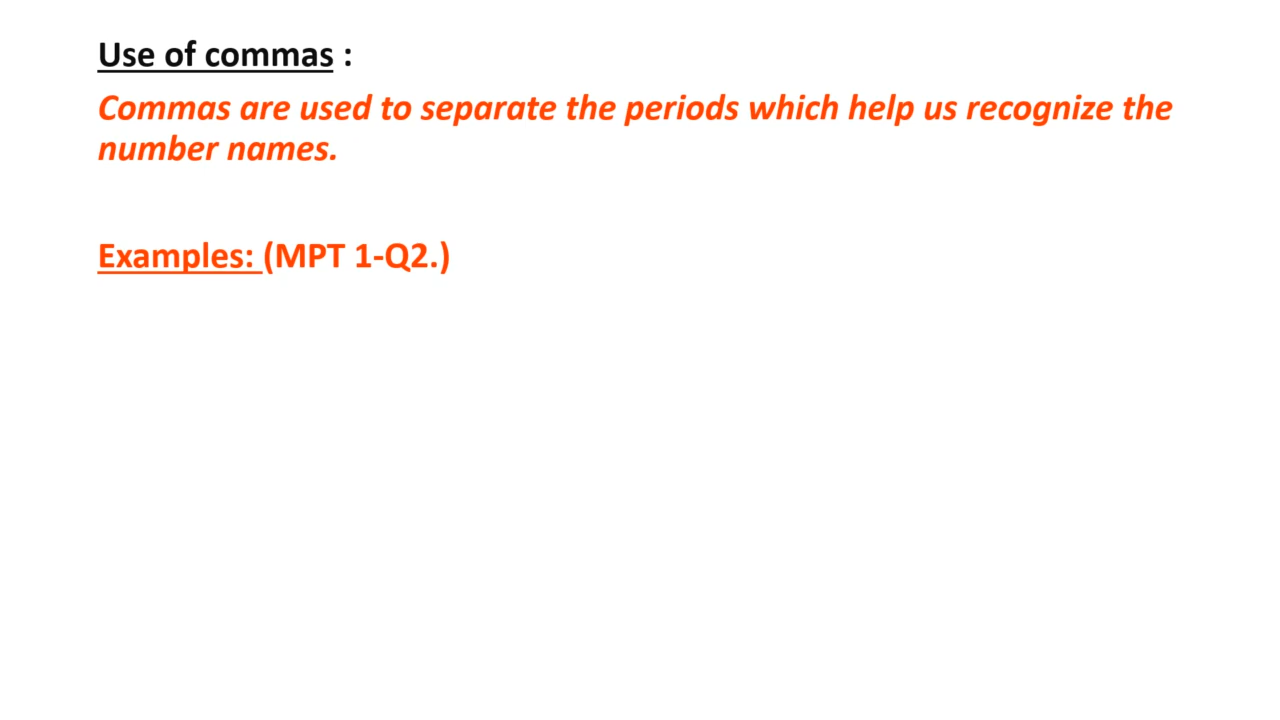 Use of commas :
Commas are used to separate the periods which help us recognize the
number names.
Examples: (MPT 1-Q2.)